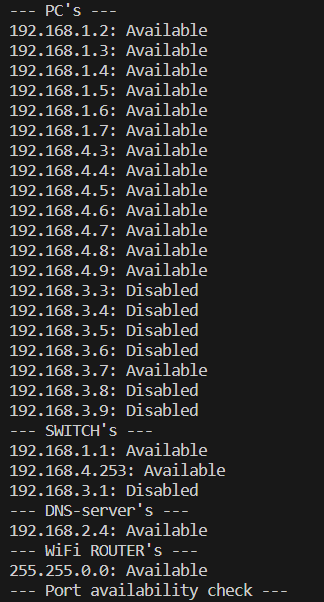 --- PC's ---
192.168.1.2: Available
192.168.1.3: Available
192.168.1.4: Available
192.168.1.5: Available
192.168.1.6: Available
192.168.1.7: Available
192.168.4.3: Available
192.168.4.4: Available
192.168.4.5: Available
192.168.4.6: Available
192.168.4.7: Available
192.168.4.8: Available
192.168.4.9: Available
192.168.3.3: Disabled
192.168.3.4: Disabled
192.168.3.5: Disabled
192.168.3.6: Disabled
192.168.3.7: Available
192.168.3.8: Disabled
192.168.3.9: Disabled
--- SWITCH's ---
192.168.1.1: Available
192.168.4.253: Available
192.168.3.1: Disabled
--- DNS-server's ---
192.168.2.4: Available
--- WiFi ROUTER's ---
255.255.0.0: Available
--- Port availability check ---